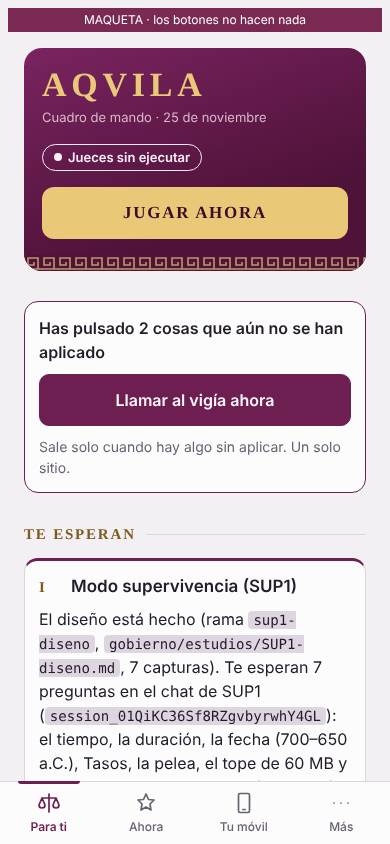 MAQUETA · los botones no hacen nada
AQVILA
Cuadro de mando · 25 de noviembre
Jueces sin ejecutar
JUGAR AHORA
Has pulsado 2 cosas que aún no se han
aplicado
Llamar al vigía ahora
Sale solo cuando hay algo sin aplicar. Un solo
sitio.
TE ESPERAN
I Modo supervivencia (SUP1)
El diseño está hecho (rama sup1-
diseno, gobierno/estudios/SUP1-
diseno.md, 7 capturas). Te esperan 7
preguntas en el chat de SUP1
(session_01QiKC36Sf8RZgvbyrwhY4GL):
el tiempo, la duración, la fecha (700–650
a.C.), Tasos, la pelea, el tope de 60 MB y
Para ti
Ahora
Tu móvil
Más